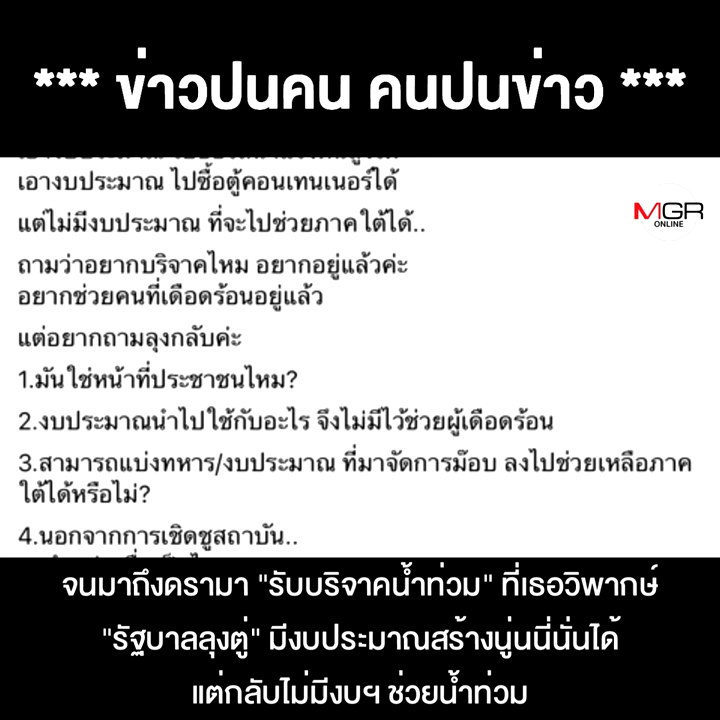 *** ข่าวปนคน คนปนข่าว ***
เอางบประมาณ ไปซื้อตู้คอนเทนเนอร์ได้
MGR
ONLINE
แต่ไม่มีงบประมาณ ที่จะไปช่วยภาคใต้ได้..
ถามว่าอยากบริจาคไหม อยากอยู่แล้วค่ะ
อยากช่วยคนที่เดือดร้อนอยู่แล้ว
แต่อยากถามลุงกลับค่ะ
1.มันใช่หน้าที่ประชาชนไหม?
2.งบประมาณนำไปใช้กับอะไร จึงไม่มีไว้ช่วยผู้เดือดร้อน
3.สามารถแบ่งทหาร/งบประมาณ ที่มาจัดการม๊อบ ลงไปช่วยเหลือภาค
ใต้ได้หรือไม่?
4.นอกจากการเชิดชูสถาบัน..
จนมาถึงดรามา "รับบริจาคน้ำท่วม" ที่เธอวิพากษ์
"รัฐบาลลุงตู่" มีงบประมาณสร้างนู่นนี่นั่นได้
แต่กลับไม่มีงบฯ ช่วยน้ำท่วม